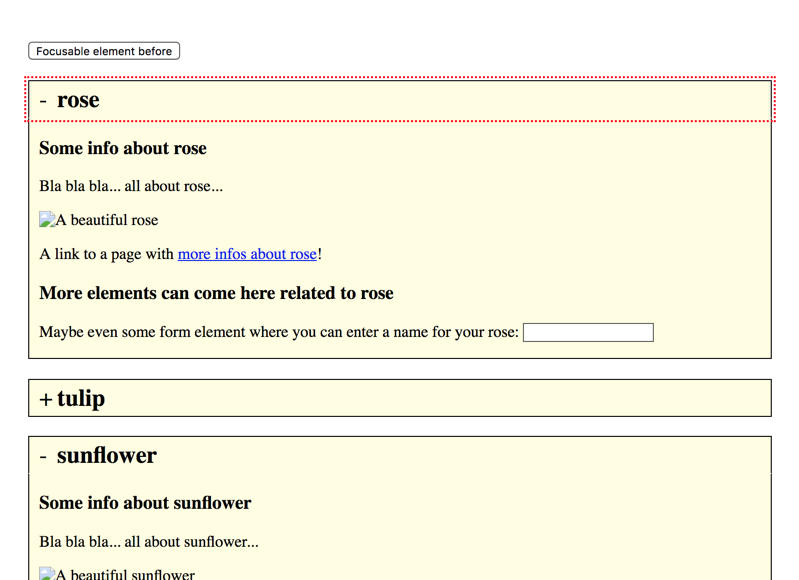 Focusable element before
- rose
Some info about rose
Bla bla bla... all about rose...
A beautiful rose
A link to a page with more infos about rose!
More elements can come here related to rose
Maybe even some form element where you can enter a name for your rose:
+ tulip
- sunflower
Some info about sunflower
Bla bla bla... all about sunflower...
A beautiful sunflower